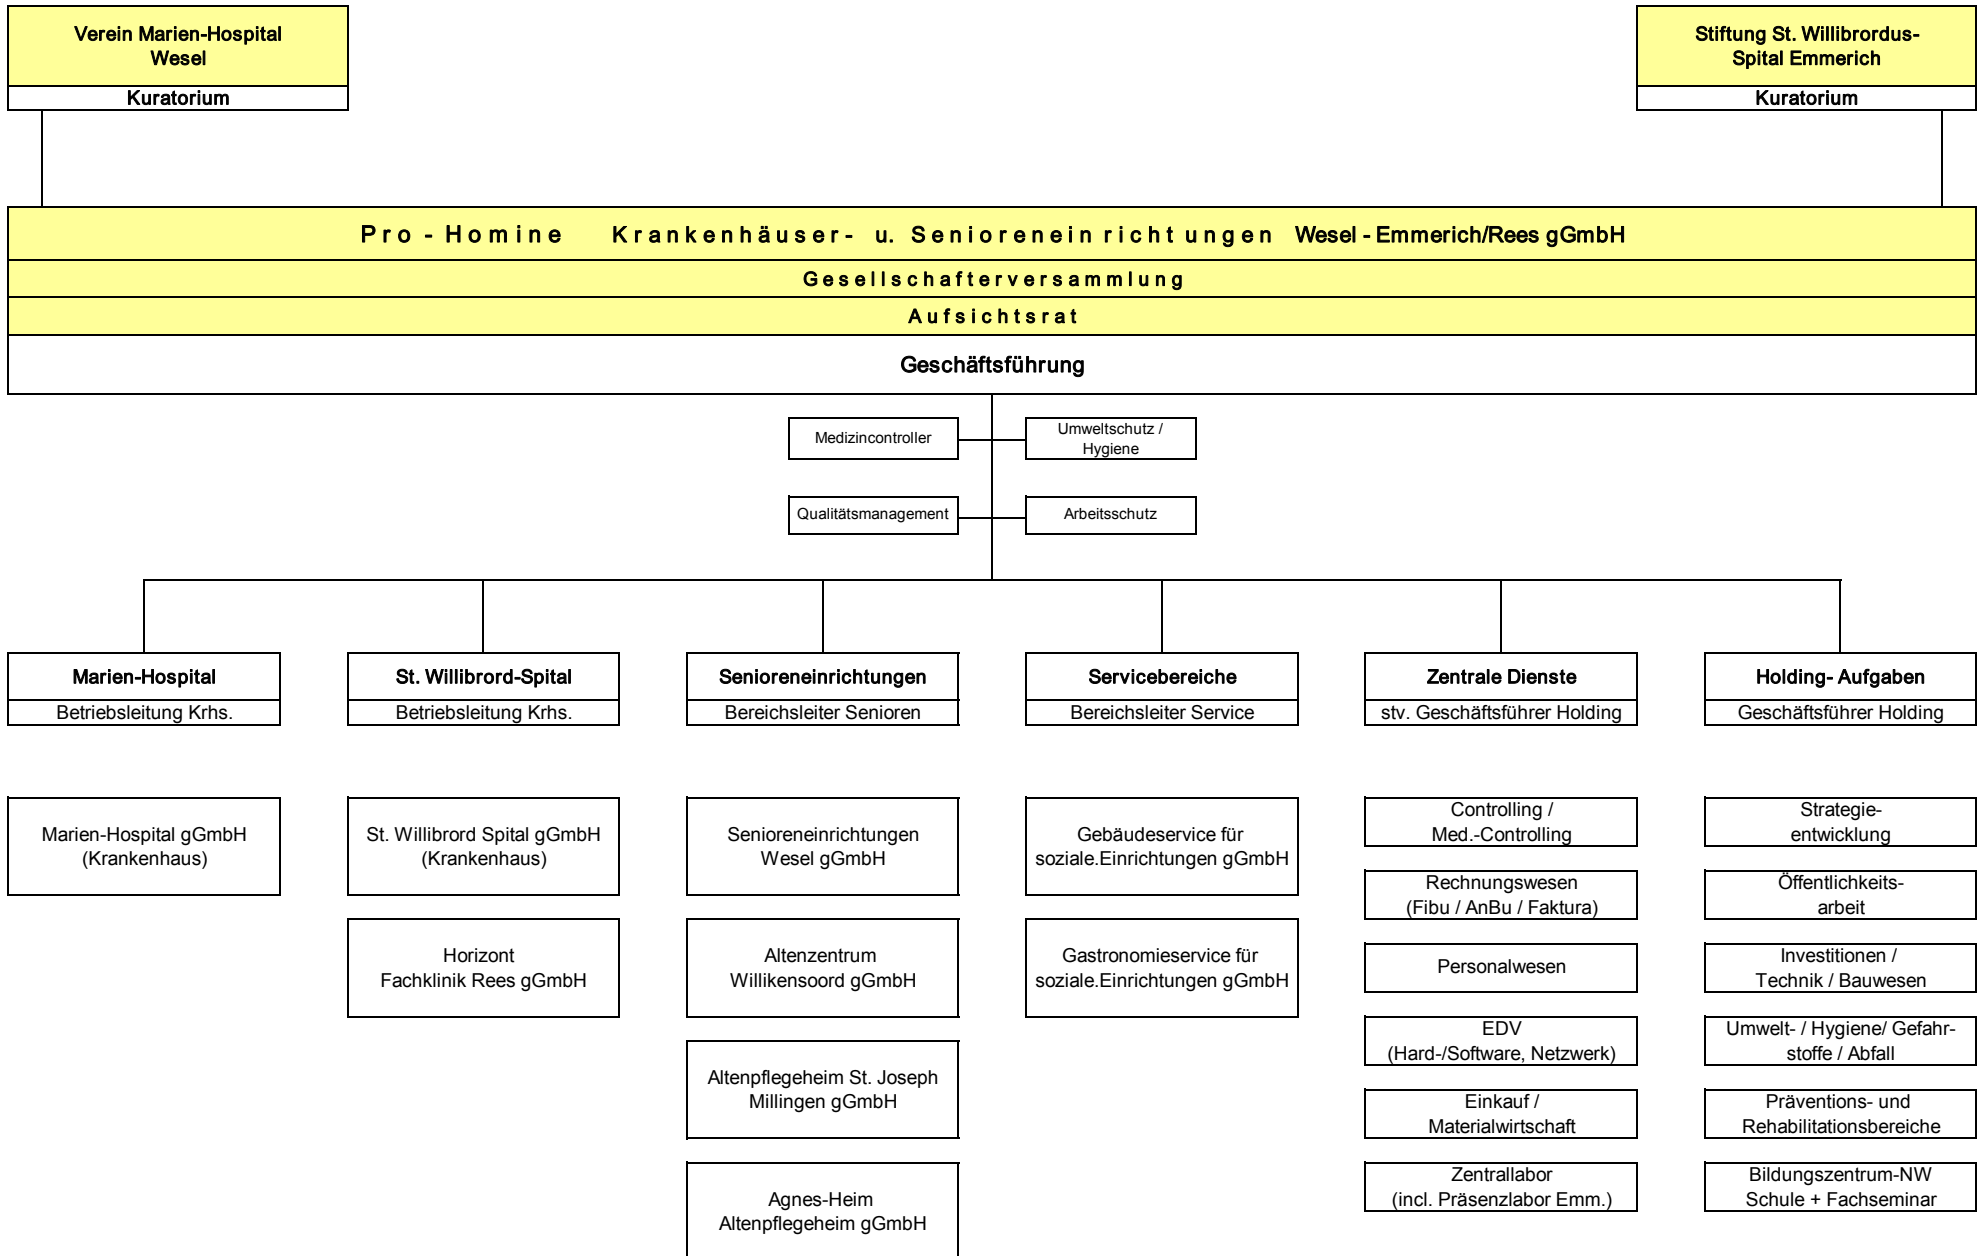 Verein Marien-Hospital
Wesel
Kuratorium
Stiftung St. Willibrordus-
Spital Emmerich
Kuratorium
Pro - Homine Krankenhäuser- u. Senioreneinrichtungen Wesel - Emmerich/Rees gGmbH
Gesellschafterversammlung
Aufsichtsrat
Geschäftsführung
Medizincontroller
Umweltschutz /
Hygiene
Qualitätsmanagement
Arbeitsschutz
Marien-Hospital
Betriebsleitung Krhs.
St. Willibrord-Spital
Betriebsleitung Krhs.
Senioreneinrichtungen
Bereichsleiter Senioren
Servicebereiche
Bereichsleiter Service
Zentrale Dienste
stv. Geschäftsführer Holding
Holding- Aufgaben
Geschäftsführer Holding
Marien-Hospital gGmbH
(Krankenhaus)
St. Willibrord Spital gGmbH
(Krankenhaus)
Horizont
Fachklinik Rees gGmbH
Senioreneinrichtungen
Wesel gGmbH
Altenzentrum
Willikensoord gGmbH
Altenpflegeheim St. Joseph
Millingen gGmbH
Agnes-Heim
Altenpflegeheim gGmbH
Gebäudeservice für
soziale.Einrichtungen gGmbH
Gastronomieservice für
soziale.Einrichtungen gGmbH
Controlling /
Med.-Controlling
Rechnungswesen
(Fibu / AnBu / Faktura)
Personalwesen
EDV
(Hard-/Software, Netzwerk)
Einkauf /
Materialwirtschaft
Zentrallabor
(incl. Präsenzlabor Emm.)
Strategie-
entwicklung
Öffentlichkeits-
arbeit
Investitionen /
Technik / Bauwesen
Umwelt- / Hygiene/ Gefahr-
stoffe / Abfall
Präventions- und
Rehabilitationsbereiche
Bildungszentrum-NW
Schule + Fachseminar